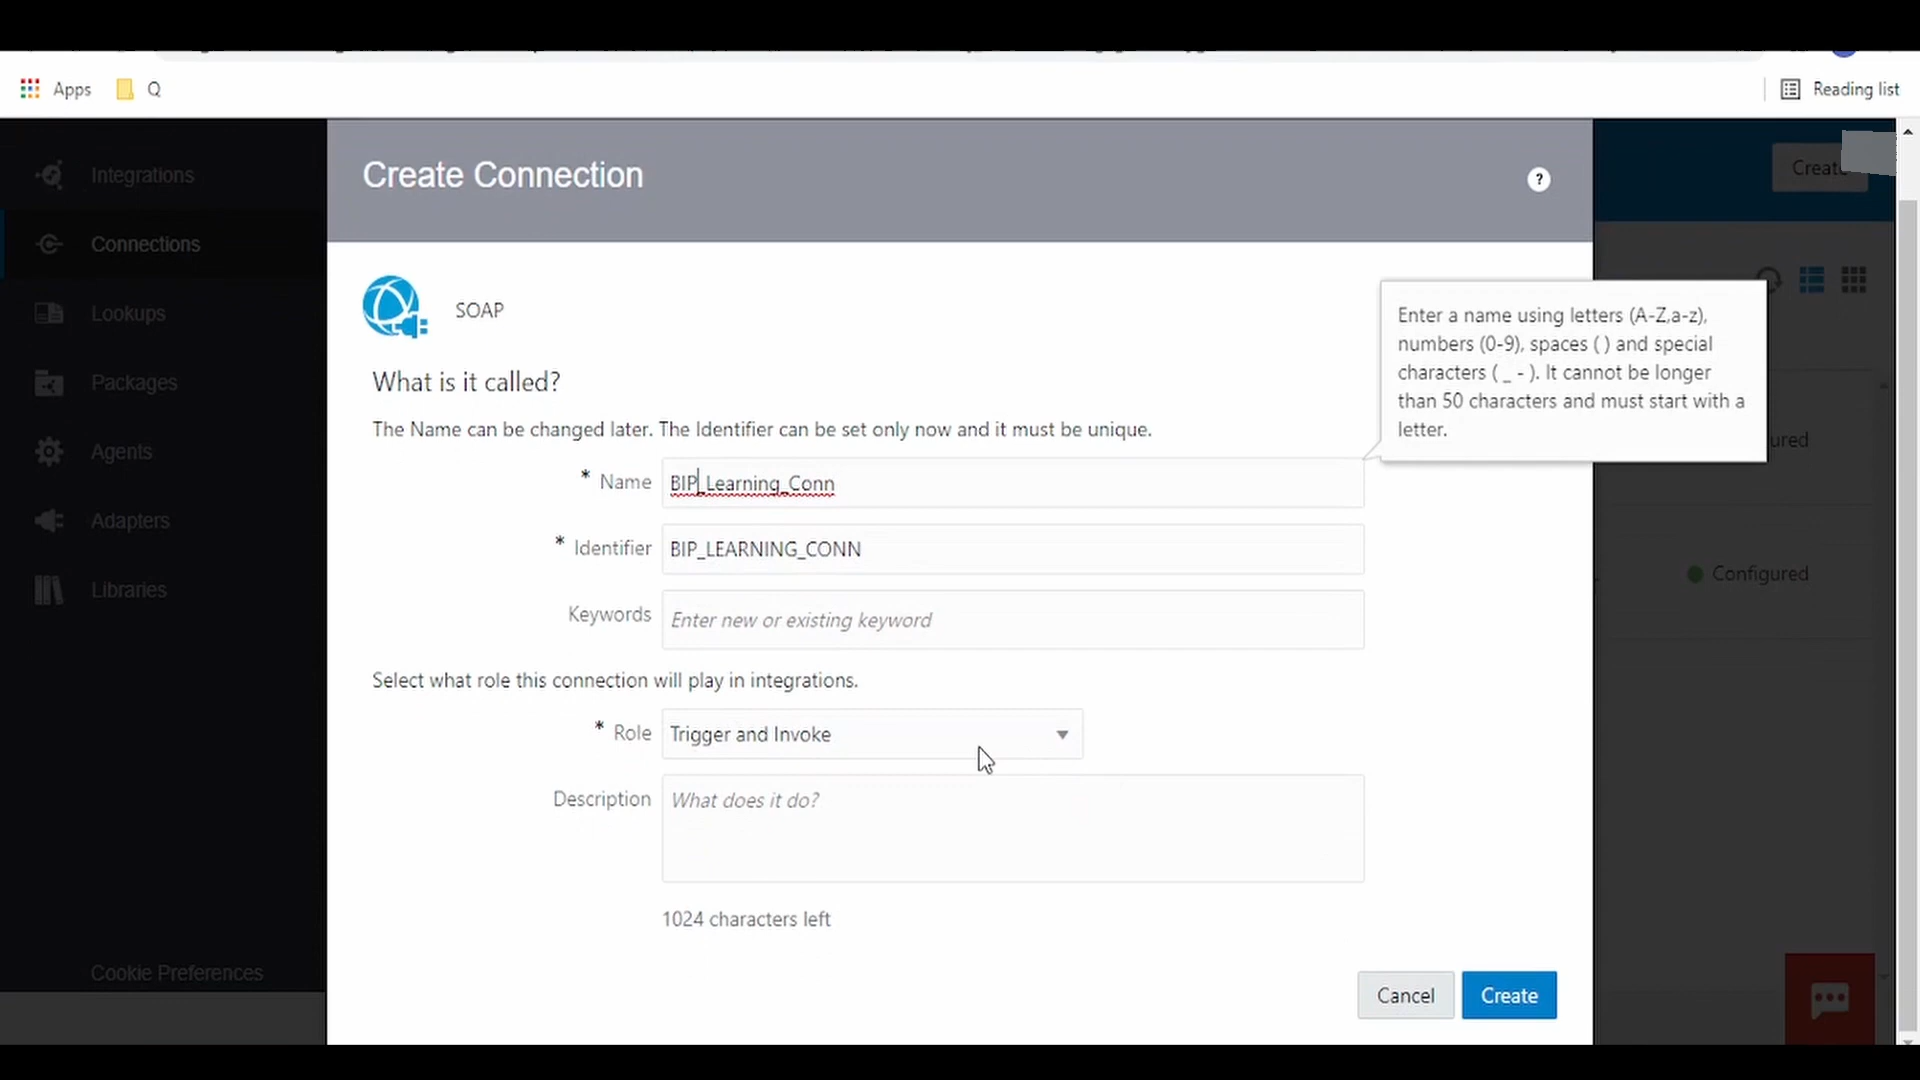 Apps
Q
Reading list
Integrations
Connections
Lookups
Packages
Agents
Adapters
Libraries
Cookie Preferences
Create Connection
?
Create
SOAP
What is it called?
The Name can be changed later. The Identifier can be set only now and it must be unique.
Enter a name using letters (A-Z,a-z),
numbers (0-9), spaces ( ) and special
characters ( _ - ). It cannot be longer
than 50 characters and must start with a
letter.
* Name
BIP_Learning_Conn
* Identifier
BIP_LEARNING_CONN
Configured
Keywords
Enter new or existing keyword
Select what role this connection will play in integrations.
* Role
Trigger and Invoke
Description
What does it do?
1024 characters left
Cancel
Create